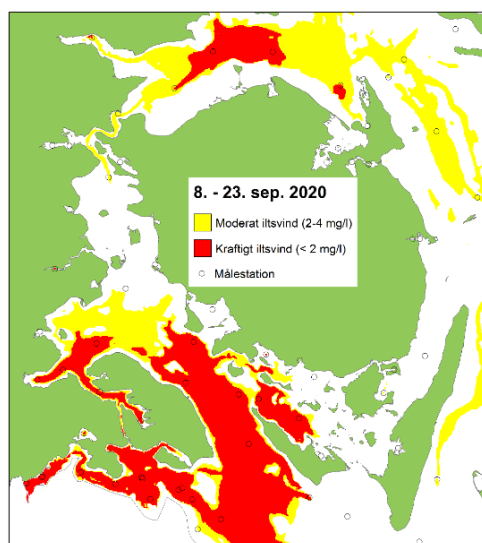 8. - 23. sep. 2020
Moderat iltsvind (2-4 mg/l)
Kraftigt iltsvind (< 2 mg/l)
Målestation